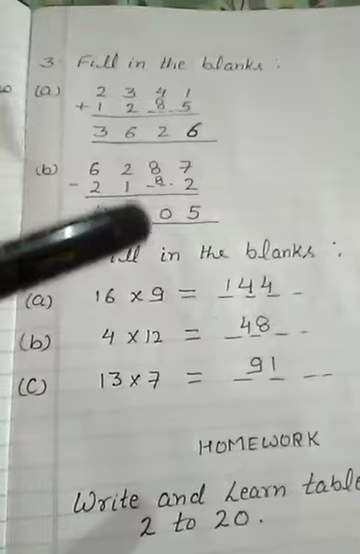 3 Fill in the blanks :
(a) 2 3 4 1
+ 1 2 8 5
3 6 2 6
(b) 6 2 8 7
- 2 1 8 2
0 5
in the blanks :
(a) 16 × 9 = 144
(b) 4 × 12 = 48
(c) 13 × 7 = 91
HOMEWORK
Write and Learn table
2 to 20.